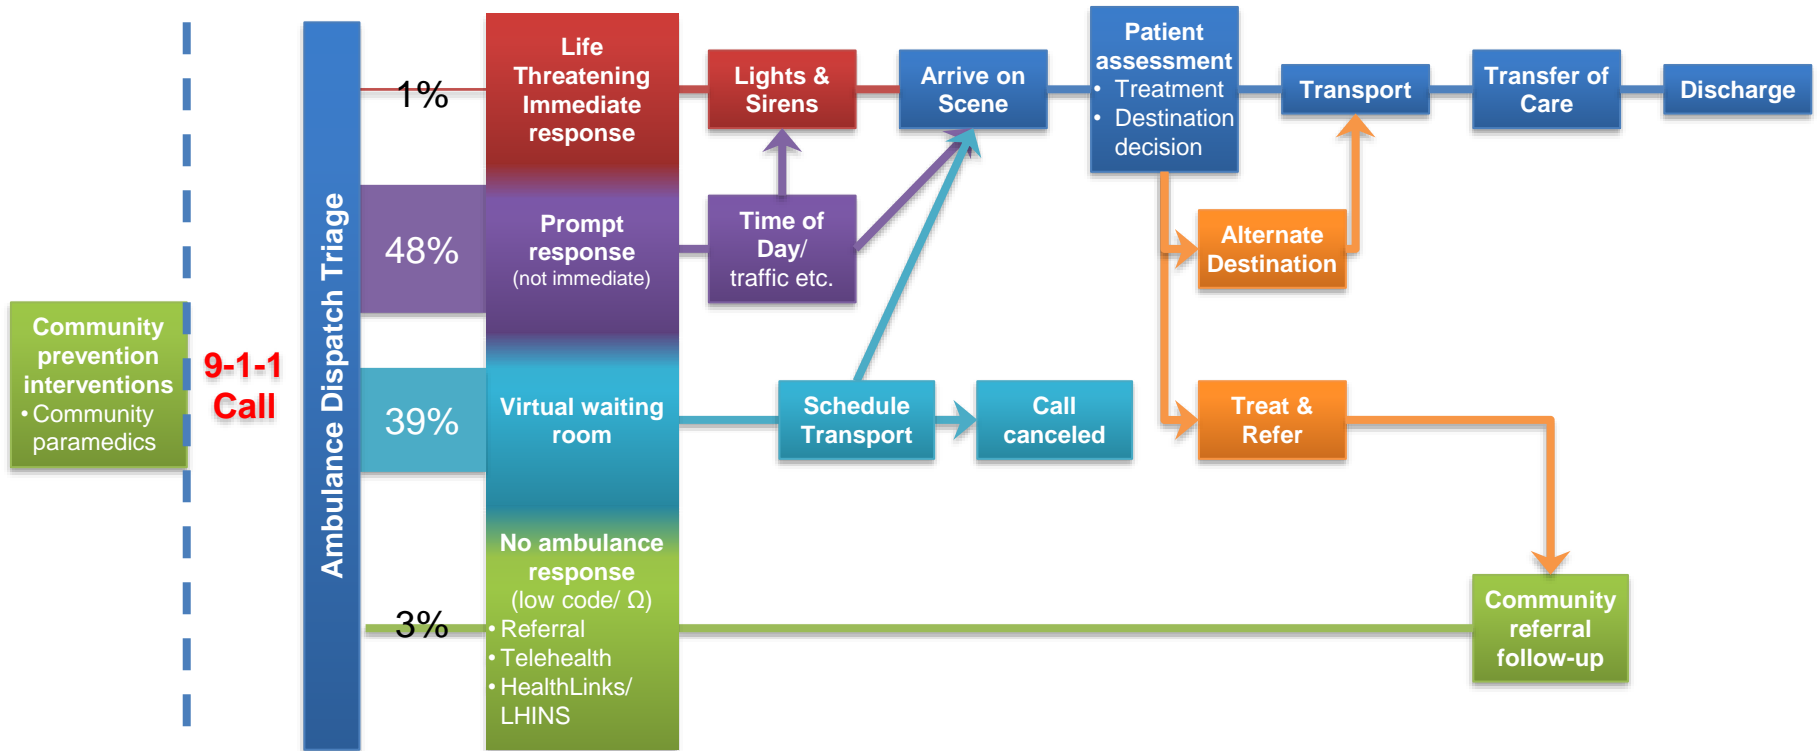 Community
prevention
interventions
• Community
paramedics
9-1-1
Call
Ambulance Dispatch Triage
1%
48%
39%
3%
Life
Threatening
Immediate
response
Prompt
response
(not immediate)
Virtual waiting
room
No ambulance
response
(low code/ Ω)
• Referral
• Telehealth
• HealthLinks/
LHINS
Lights &
Sirens
Time of
Day/
traffic etc.
Schedule
Transport
Call
canceled
Arrive on
Scene
Patient
assessment
• Treatment
• Destination
decision
Alternate
Destination
Treat &
Refer
Transport
Transfer of
Care
Discharge
Community
referral
follow-up